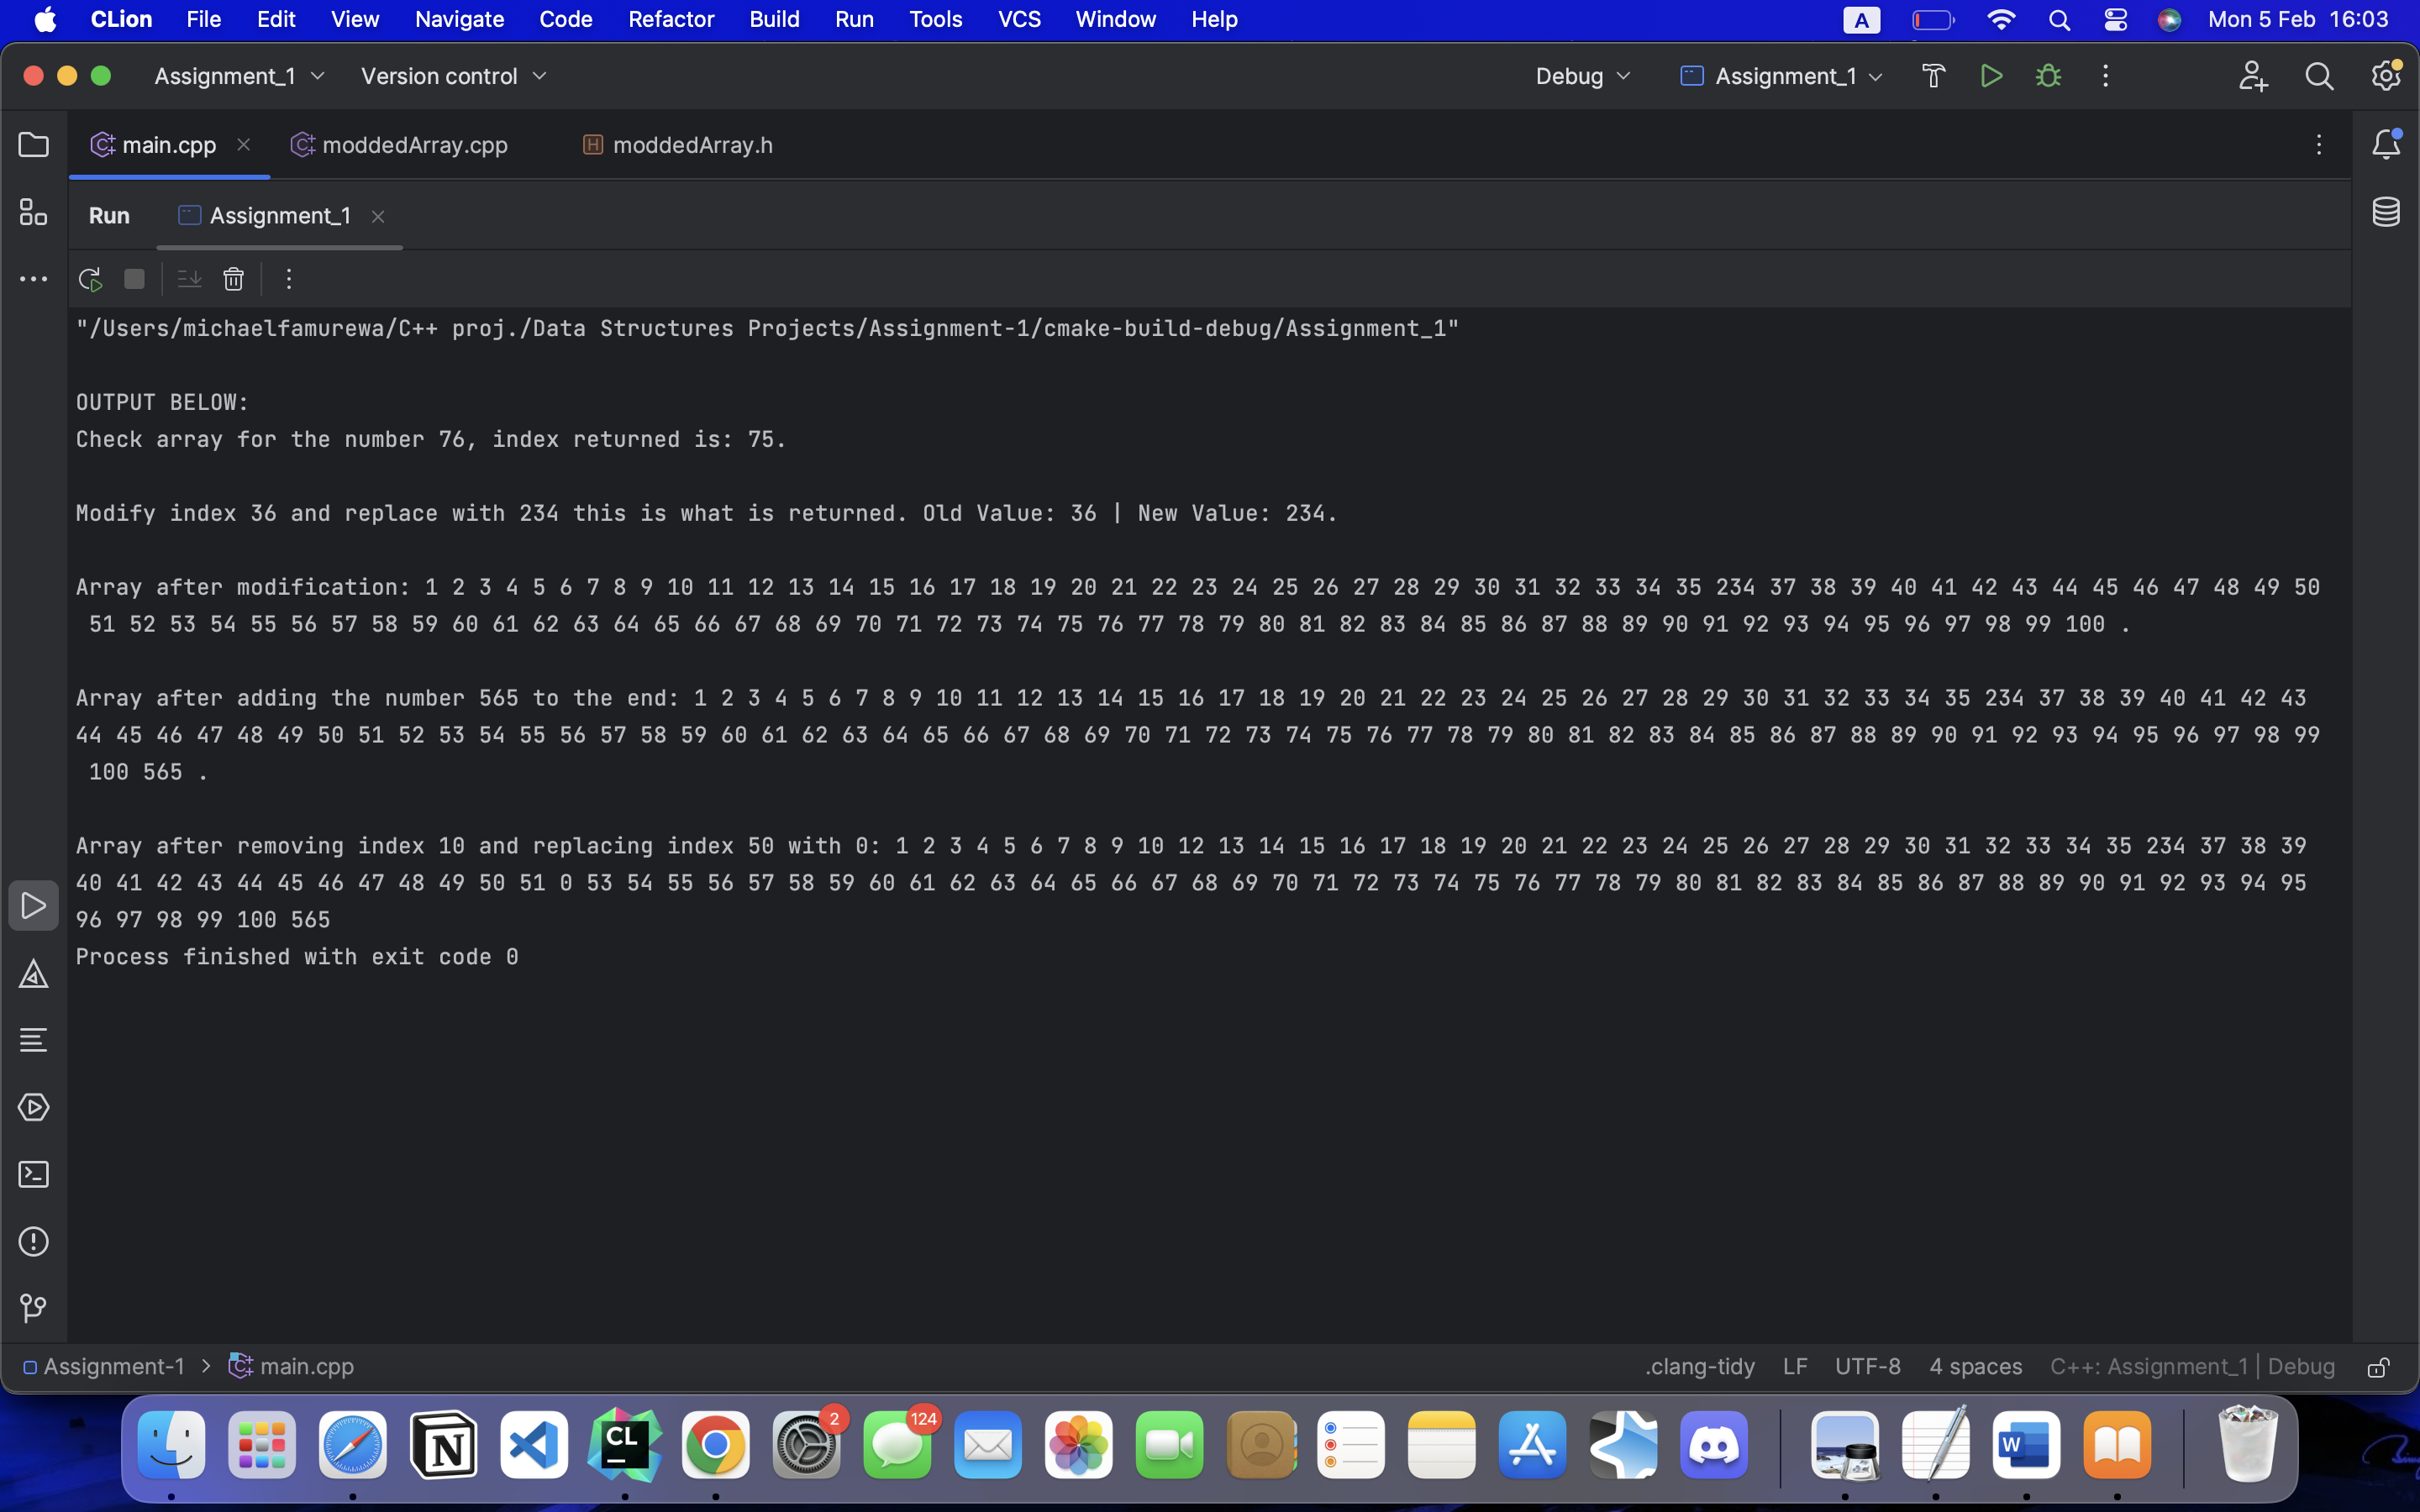 CLion File Edit View Navigate Code Refactor Build Run Tools VCS Window Help A Mon 5 Feb 16:03
Assignment_1 Version control Debug Assignment_1
main.cpp moddedArray.cpp moddedArray.h
Run Assignment_1
"/Users/michaelfamurewa/C++ proj./Data Structures Projects/Assignment-1/cmake-build-debug/Assignment_1"
OUTPUT BELOW:
Check array for the number 76, index returned is: 75.
Modify index 36 and replace with 234 this is what is returned. Old Value: 36 | New Value: 234.
Array after modification: 1 2 3 4 5 6 7 8 9 10 11 12 13 14 15 16 17 18 19 20 21 22 23 24 25 26 27 28 29 30 31 32 33 34 35 234 37 38 39 40 41 42 43 44 45 46 47 48 49 50
51 52 53 54 55 56 57 58 59 60 61 62 63 64 65 66 67 68 69 70 71 72 73 74 75 76 77 78 79 80 81 82 83 84 85 86 87 88 89 90 91 92 93 94 95 96 97 98 99 100 .
Array after adding the number 565 to the end: 1 2 3 4 5 6 7 8 9 10 11 12 13 14 15 16 17 18 19 20 21 22 23 24 25 26 27 28 29 30 31 32 33 34 35 234 37 38 39 40 41 42 43
44 45 46 47 48 49 50 51 52 53 54 55 56 57 58 59 60 61 62 63 64 65 66 67 68 69 70 71 72 73 74 75 76 77 78 79 80 81 82 83 84 85 86 87 88 89 90 91 92 93 94 95 96 97 98 99
100 565 .
Array after removing index 10 and replacing index 50 with 0: 1 2 3 4 5 6 7 8 9 10 12 13 14 15 16 17 18 19 20 21 22 23 24 25 26 27 28 29 30 31 32 33 34 35 234 37 38 39
40 41 42 43 44 45 46 47 48 49 50 51 0 53 54 55 56 57 58 59 60 61 62 63 64 65 66 67 68 69 70 71 72 73 74 75 76 77 78 79 80 81 82 83 84 85 86 87 88 89 90 91 92 93 94 95
96 97 98 99 100 565
Process finished with exit code 0
Assignment-1 > main.cpp .clang-tidy LF UTF-8 4 spaces C++: Assignment_1 | Debug
N CL 2 124 W